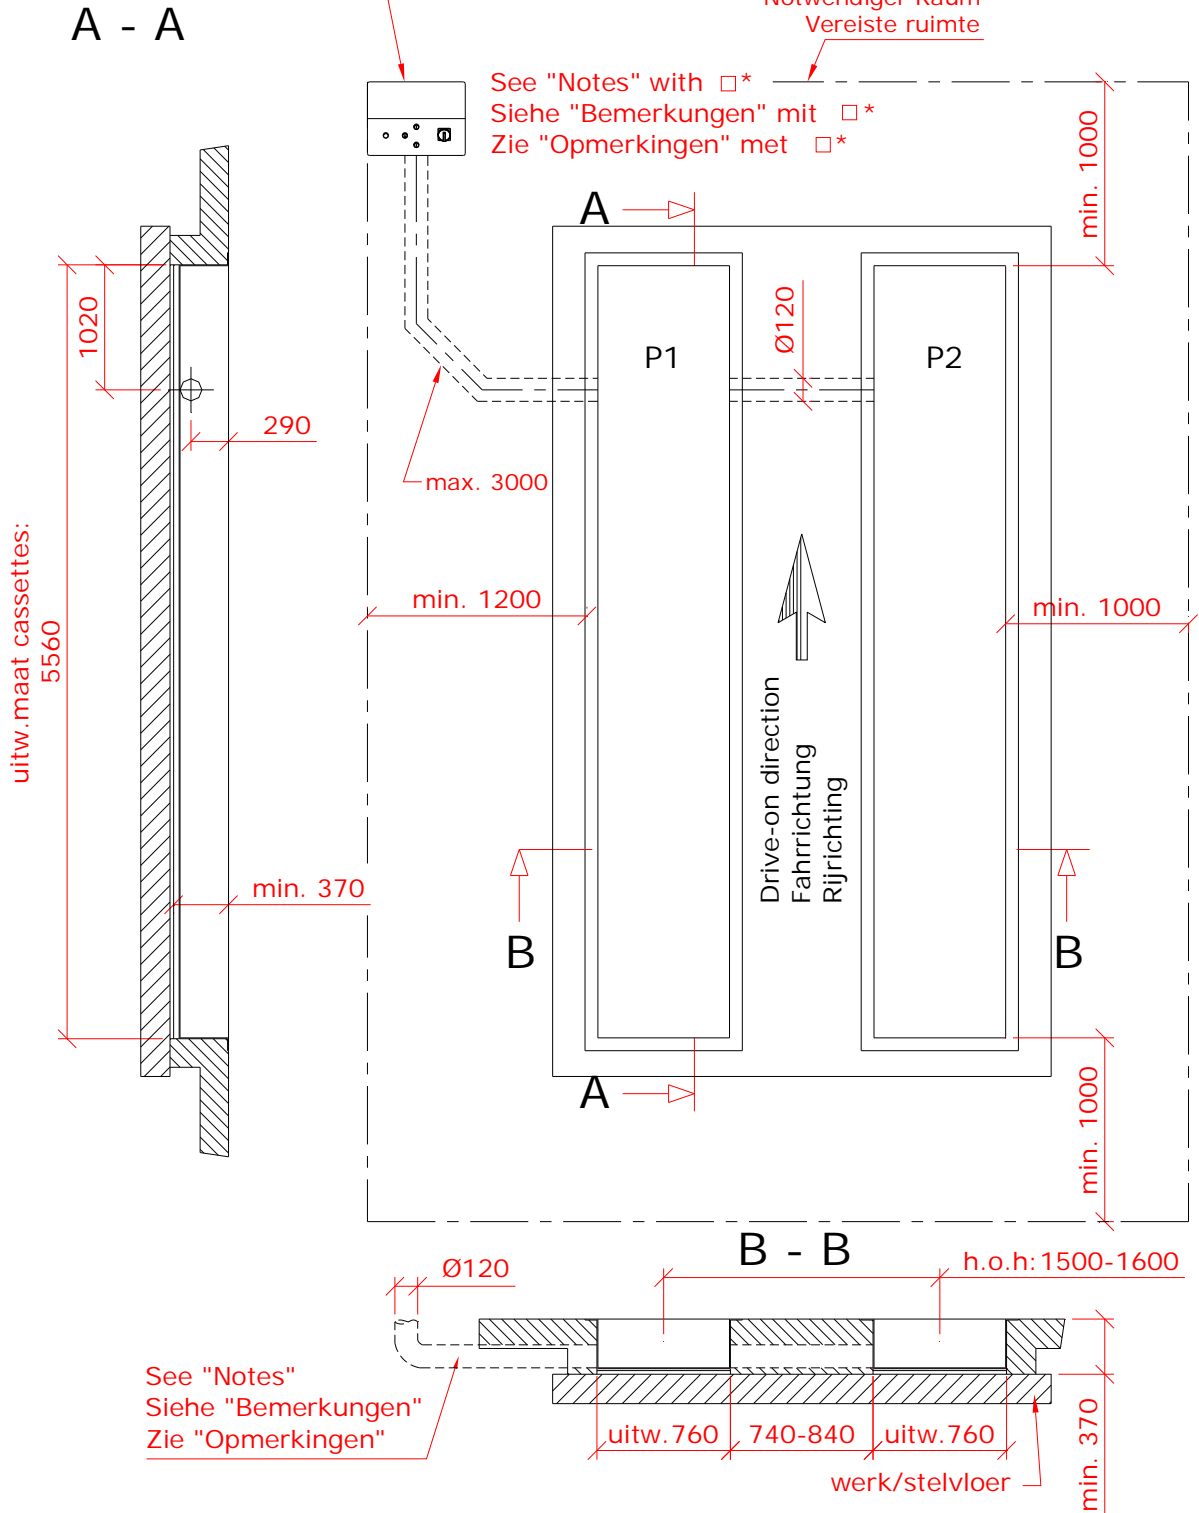 A - A
Notwendiger Raum
Vereiste ruimte
See "Notes" with □*
Siehe "Bemerkungen" mit □*
Zie "Opmerkingen" met □*
min. 1000
A
1020
Ø120
P1
P2
290
max. 3000
uitw.maat cassettes:
5560
min. 1200
min. 1000
Drive-on direction
Fahrrichtung
Rijrichting
min. 370
B
B
A
min. 1000
B - B
h.o.h:1500-1600
Ø120
See "Notes"
Siehe "Bemerkungen"
Zie "Opmerkingen"
uitw.760
740-840
uitw.760
min. 370
werk/stelvloer